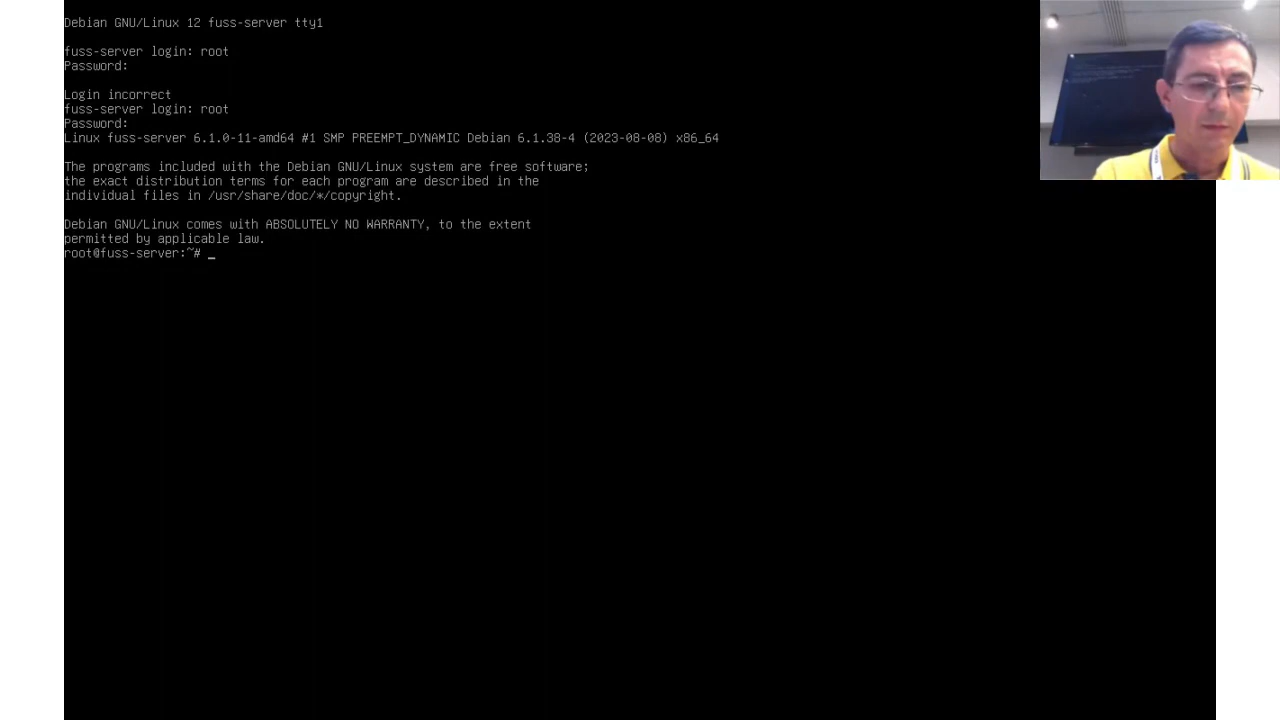 Debian GNU/Linux 12 fuss-server tty1
fuss-server login: root
Password:
Login incorrect
fuss-server login: root
Password:
Linux fuss-server 6.1.0-11-amd64 #1 SMP PREEMPT_DYNAMIC Debian 6.1.38-4 (2023-08-08) x86_64
The programs included with the Debian GNU/Linux system are free software;
the exact distribution terms for each program are described in the
individual files in /usr/share/doc/*/copyright.
Debian GNU/Linux comes with ABSOLUTELY NO WARRANTY, to the extent
permitted by applicable law.
root@fuss-server:~# _